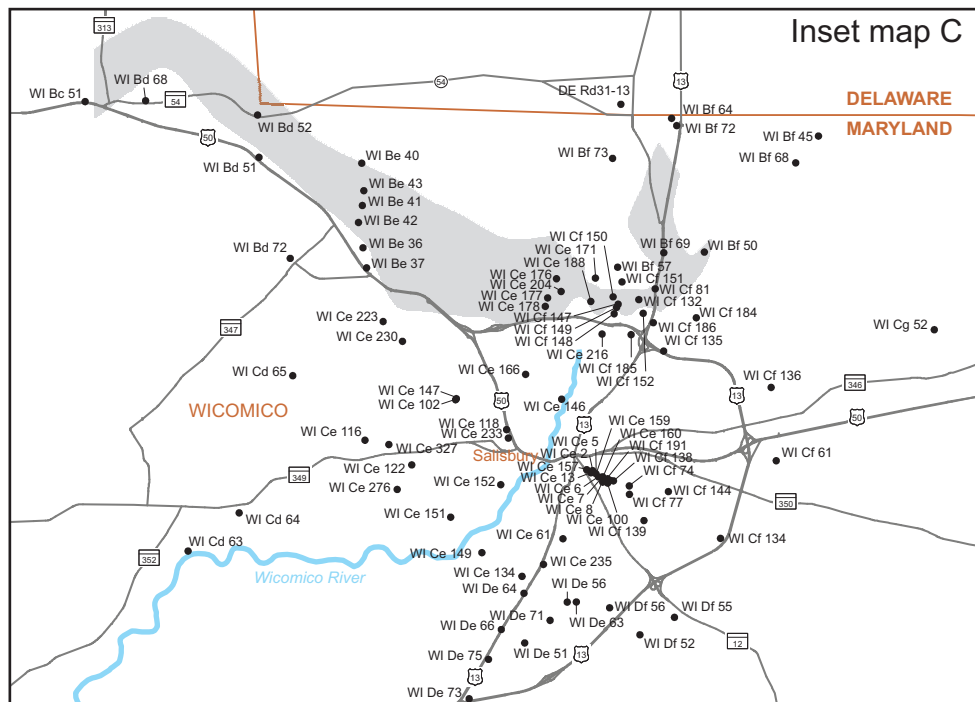 Inset map C
313
13
WI Bd 68
54
DE Rd31-13
WI Bc 51
54
DELAWARE
WI Bf 64
MARYLAND
WI Bd 52
WI Bf 72
WI Bf 45
50
WI Bf 73
WI Be 40
WI Bf 68
WI Bd 51
WI Be 43
WI Be 41
WI Be 42
WI Cf 150
WI Be 36
WI Ce 171
WI Bf 69
WI Bf 50
WI Bd 72
WI Ce 188
WI Bf 57
WI Be 37
WI Ce 176
WI Cf 151
WI Ce 204
WI Cf 81
WI Ce 177
WI Cf 132
WI Ce 178
WI Cf 147
WI Cf 184
WI Ce 223
347
WI Cf 149
WI Cf 186
WI Cg 52
WI Ce 230
WI Cf 148
WI Cf 135
WI Ce 216
WI Cf 185
WI Cd 65
WI Ce 166
WI Cf 152
WI Cf 136
346
WI Ce 147
13
WI Ce 102
50
WI Ce 146
WICOMICO
50
13
WI Ce 159
WI Ce 118
WI Ce 160
WI Ce 233
WI Ce 5
WI Cf 191
WI Ce 116
WI Ce 2
WI Cf 138
WI Ce 327
Salisbury
WI Cf 61
WI Ce 157
WI Cf 74
WI Ce 122
WI Ce 13
349
WI Ce 152
WI Ce 6
WI Cf 144
WI Ce 276
WI Ce 7
WI Cf 77
350
WI Ce 8
WI Cd 64
WI Ce 151
WI Ce 100
WI Cf 139
WI Ce 61
WI Cf 134
WI Cd 63
352
WI Ce 149
WI Ce 235
Wicomico River
WI Ce 134
WI De 56
WI De 64
WI Df 56
WI Df 55
WI De 71
WI De 63
WI De 66
WI Df 52
12
WI De 51
13
WI De 75
13
WI De 73